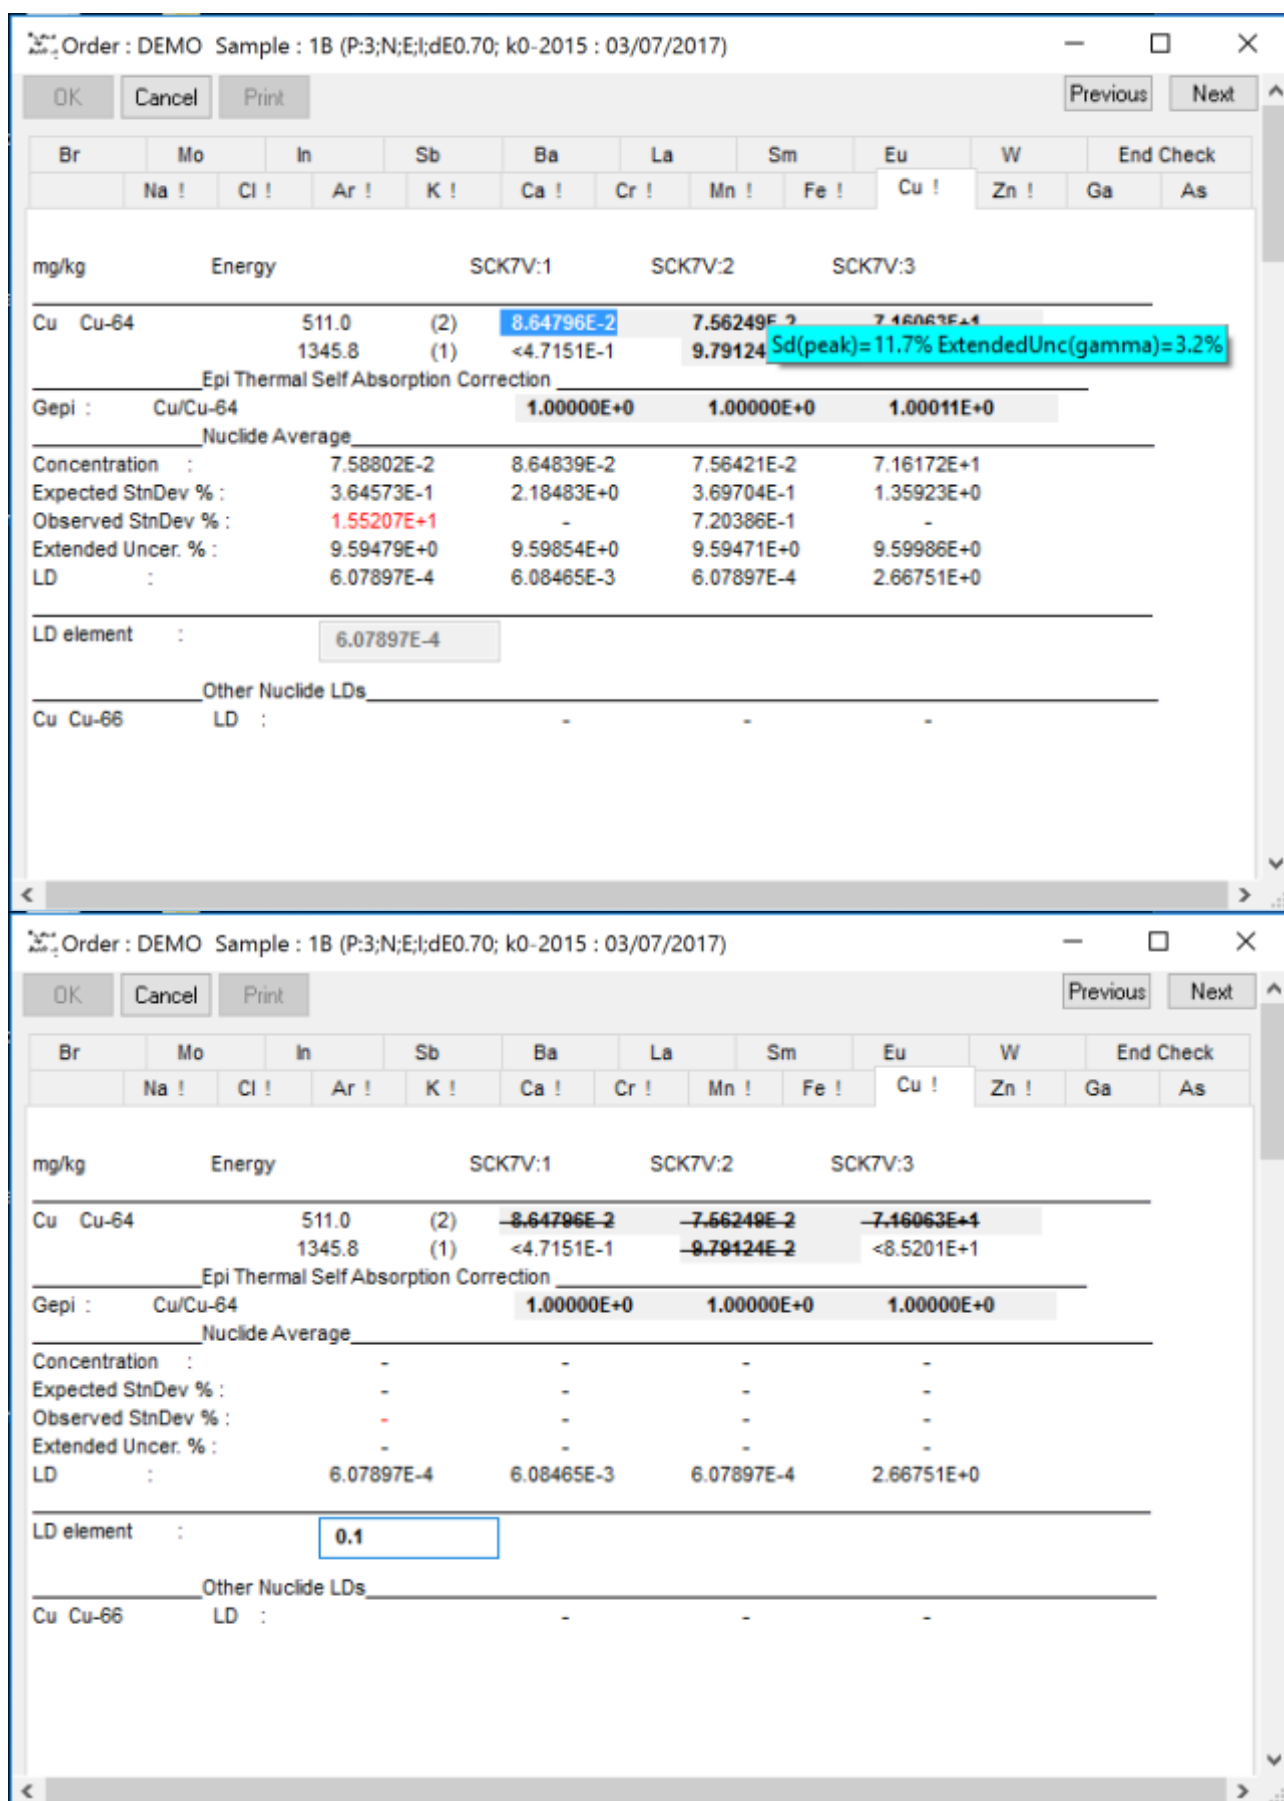 Order : DEMO Sample : 1B (P:3;N;E;I;dE0.70; k0-2015 : 03/07/2017)
OK Cancel Print Previous Next
Br Mo In Sb Ba La Sm Eu W End Check
Na ! Cl ! Ar ! K ! Ca ! Cr ! Mn ! Fe ! Cu ! Zn ! Ga As
mg/kg Energy SCK7V:1 SCK7V:2 SCK7V:3
Cu Cu-64 511.0 (2) 8.64796E-2 7.56249E-2 7.16063E+1
1345.8 (1) <4.7151E-1 9.79124 Sd(peak)=11.7% ExtendedUnc(gamma)=3.2%
Epi Thermal Self Absorption Correction
Gepi : Cu/Cu-64 1.00000E+0 1.00000E+0 1.00011E+0
Nuclide Average
Concentration : 7.58802E-2 8.64839E-2 7.56421E-2 7.16172E+1
Expected StnDev % : 3.64573E-1 2.18483E+0 3.69704E-1 1.35923E+0
Observed StnDev % : 1.55207E+1 - 7.20386E-1 -
Extended Uncer. % : 9.59479E+0 9.59854E+0 9.59471E+0 9.59986E+0
LD : 6.07897E-4 6.08465E-3 6.07897E-4 2.66751E+0
LD element : 6.07897E-4
Other Nuclide LDs
Cu Cu-66 LD : - - -
Order : DEMO Sample : 1B (P:3;N;E;I;dE0.70; k0-2015 : 03/07/2017)
OK Cancel Print Previous Next
Br Mo In Sb Ba La Sm Eu W End Check
Na ! Cl ! Ar ! K ! Ca ! Cr ! Mn ! Fe ! Cu ! Zn ! Ga As
mg/kg Energy SCK7V:1 SCK7V:2 SCK7V:3
Cu Cu-64 511.0 (2) 8.64796E-2 7.56249E-2 7.16063E+1
1345.8 (1) <4.7151E-1 9.79124E-2 <8.5201E+1
Epi Thermal Self Absorption Correction
Gepi : Cu/Cu-64 1.00000E+0 1.00000E+0 1.00000E+0
Nuclide Average
Concentration : - - - -
Expected StnDev % : - - - -
Observed StnDev % : - - - -
Extended Uncer. % : - - - -
LD : 6.07897E-4 6.08465E-3 6.07897E-4 2.66751E+0
LD element : 0.1
Other Nuclide LDs
Cu Cu-66 LD : - - -